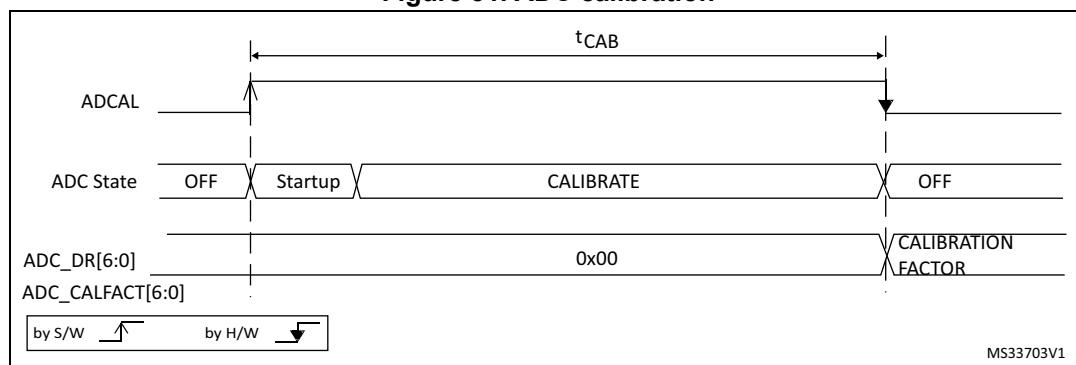 tCAB
ADCAL
ADC State OFF Startup CALIBRATE OFF
ADC_DR[6:0] 0x00 CALIBRATION
FACTOR
ADC_CALFACT[6:0]
by S/W by H/W
MS33703V1